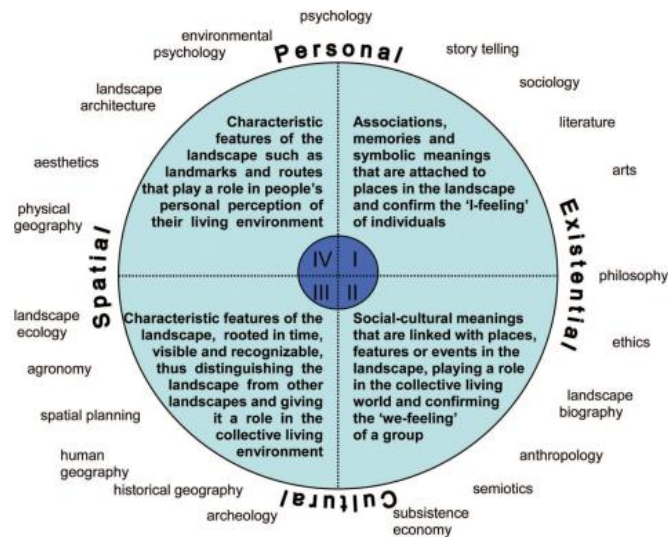 psychology
environmental
psychology
Personal
story telling
landscape
architecture
sociology
literature
aesthetics
arts
physical
geography
Spatial
Existential
philosophy
landscape
ecology
ethics
agronomy
landscape
biography
spatial planning
anthropology
human
geography
semiotics
historical geography
Cultural
archeology
subsistence
economy
Characteristic
features of the
landscape such as
landmarks and routes
that play a role in people's
personal perception of
their living environment
Associations,
memories and
symbolic meanings
that are attached to
places in the landscape
and confirm the 'I-feeling'
of individuals
IV
I
III
II
Characteristic features of the
landscape, rooted in time,
visible and recognizable,
thus distinguishing the
landscape from other
landscapes and giving
it a role in the
collective living
environment
Social-cultural meanings
that are linked with places,
features or events in the
landscape, playing a role
in the collective living
world and confirming
the 'we-feeling'
of a group